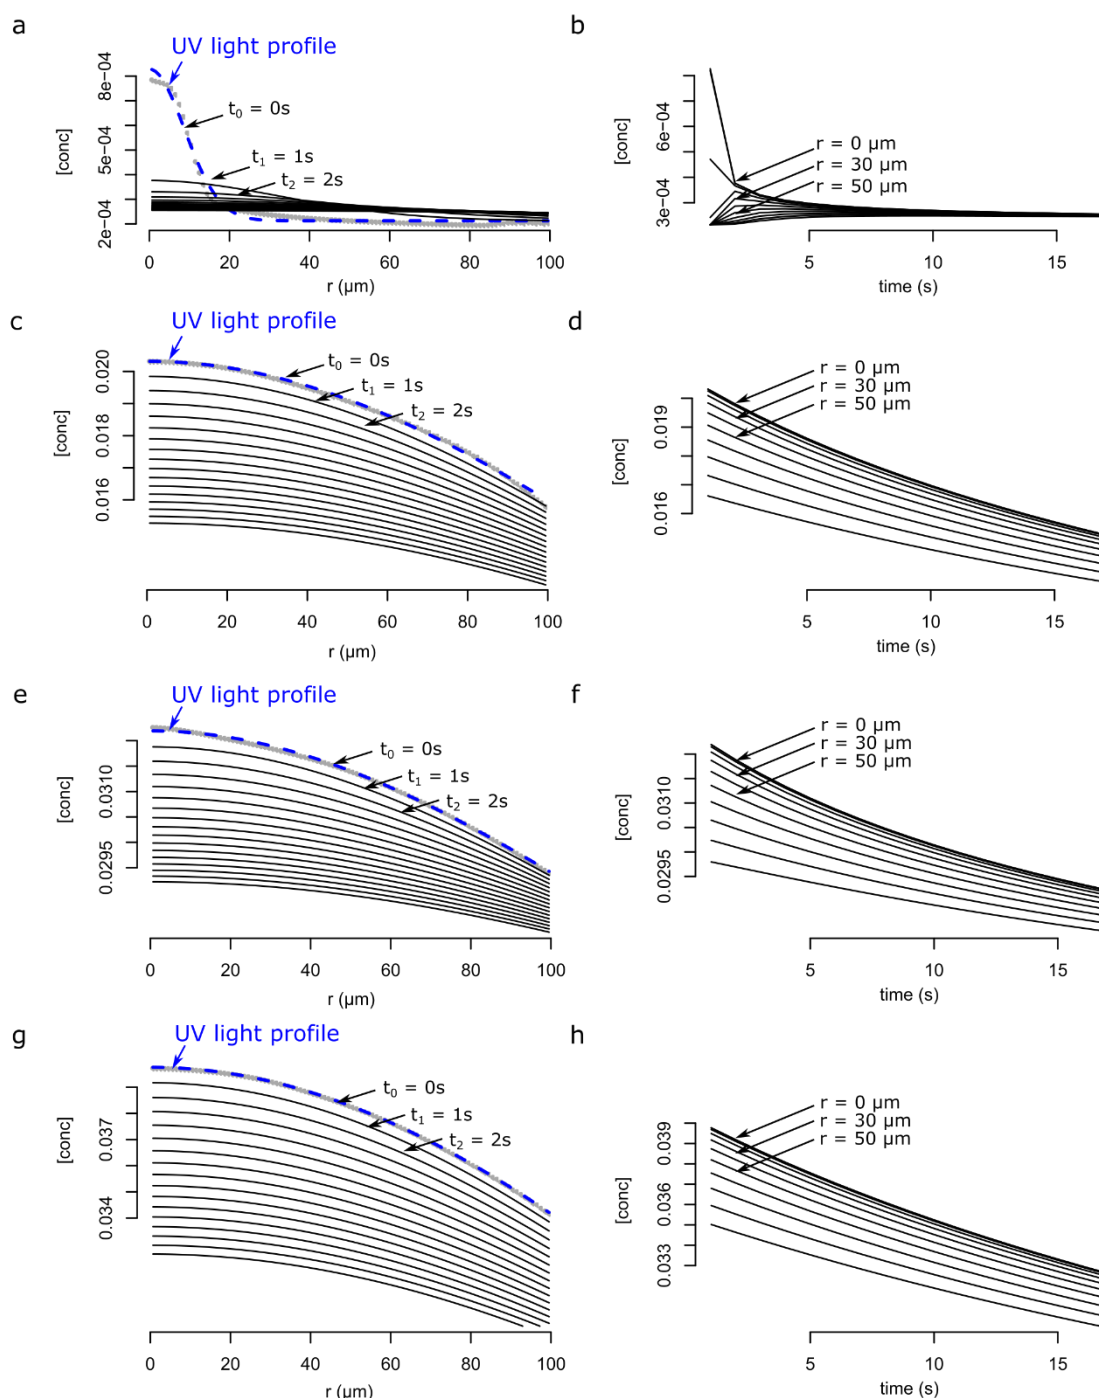 a
UV light profile
t0 = 0s
t1 = 1s
t2 = 2s
[conc]
2e−04 5e−04 8e−04
0 20 40 60 80 100
r (µm)
b
r = 0 µm
r = 30 µm
r = 50 µm
[conc]
3e−04 6e−04
5 10 15
time (s)
c
UV light profile
t0 = 0s
t1 = 1s
t2 = 2s
[conc]
0.016 0.018 0.020
0 20 40 60 80 100
r (µm)
d
r = 0 µm
r = 30 µm
r = 50 µm
[conc]
0.016 0.019
5 10 15
time (s)
e
UV light profile
t0 = 0s
t1 = 1s
t2 = 2s
[conc]
0.0295 0.0310
0 20 40 60 80 100
r (µm)
f
r = 0 µm
r = 30 µm
r = 50 µm
[conc]
0.0295 0.0310
5 10 15
time (s)
g
UV light profile
t0 = 0s
t1 = 1s
t2 = 2s
[conc]
0.034 0.037
0 20 40 60 80 100
r (µm)
h
r = 0 µm
r = 30 µm
r = 50 µm
[conc]
0.033 0.036 0.039
5 10 15
time (s)